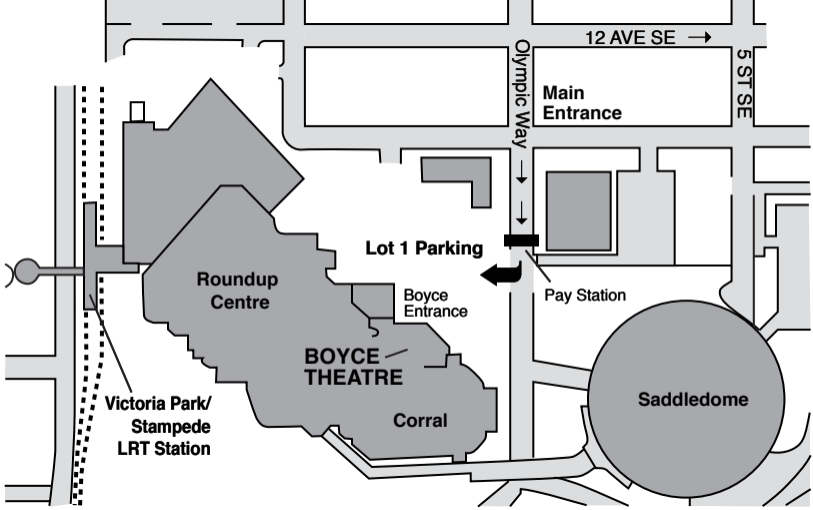 12 AVE SE
Olympic Way
5 ST SE
Main
Entrance
Lot 1 Parking
Roundup
Centre
Boyce
Entrance
Pay Station
BOYCE
THEATRE
Saddledome
Victoria Park/
Stampede
LRT Station
Corral